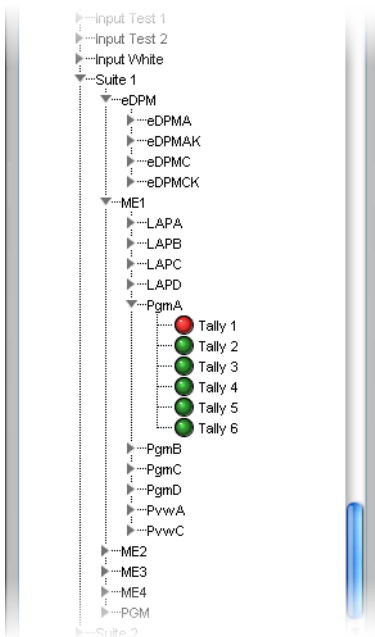 Input Test 1
Input Test 2
Input White
Suite 1
eDPM
eDPMA
eDPMAK
eDPMC
eDPMCK
ME1
LAPA
LAPB
LAPC
LAPD
PgmA
Tally 1
Tally 2
Tally 3
Tally 4
Tally 5
Tally 6
PgmB
PgmC
PgmD
PvwA
PvwC
ME2
ME3
ME4
PGM
Suite 2